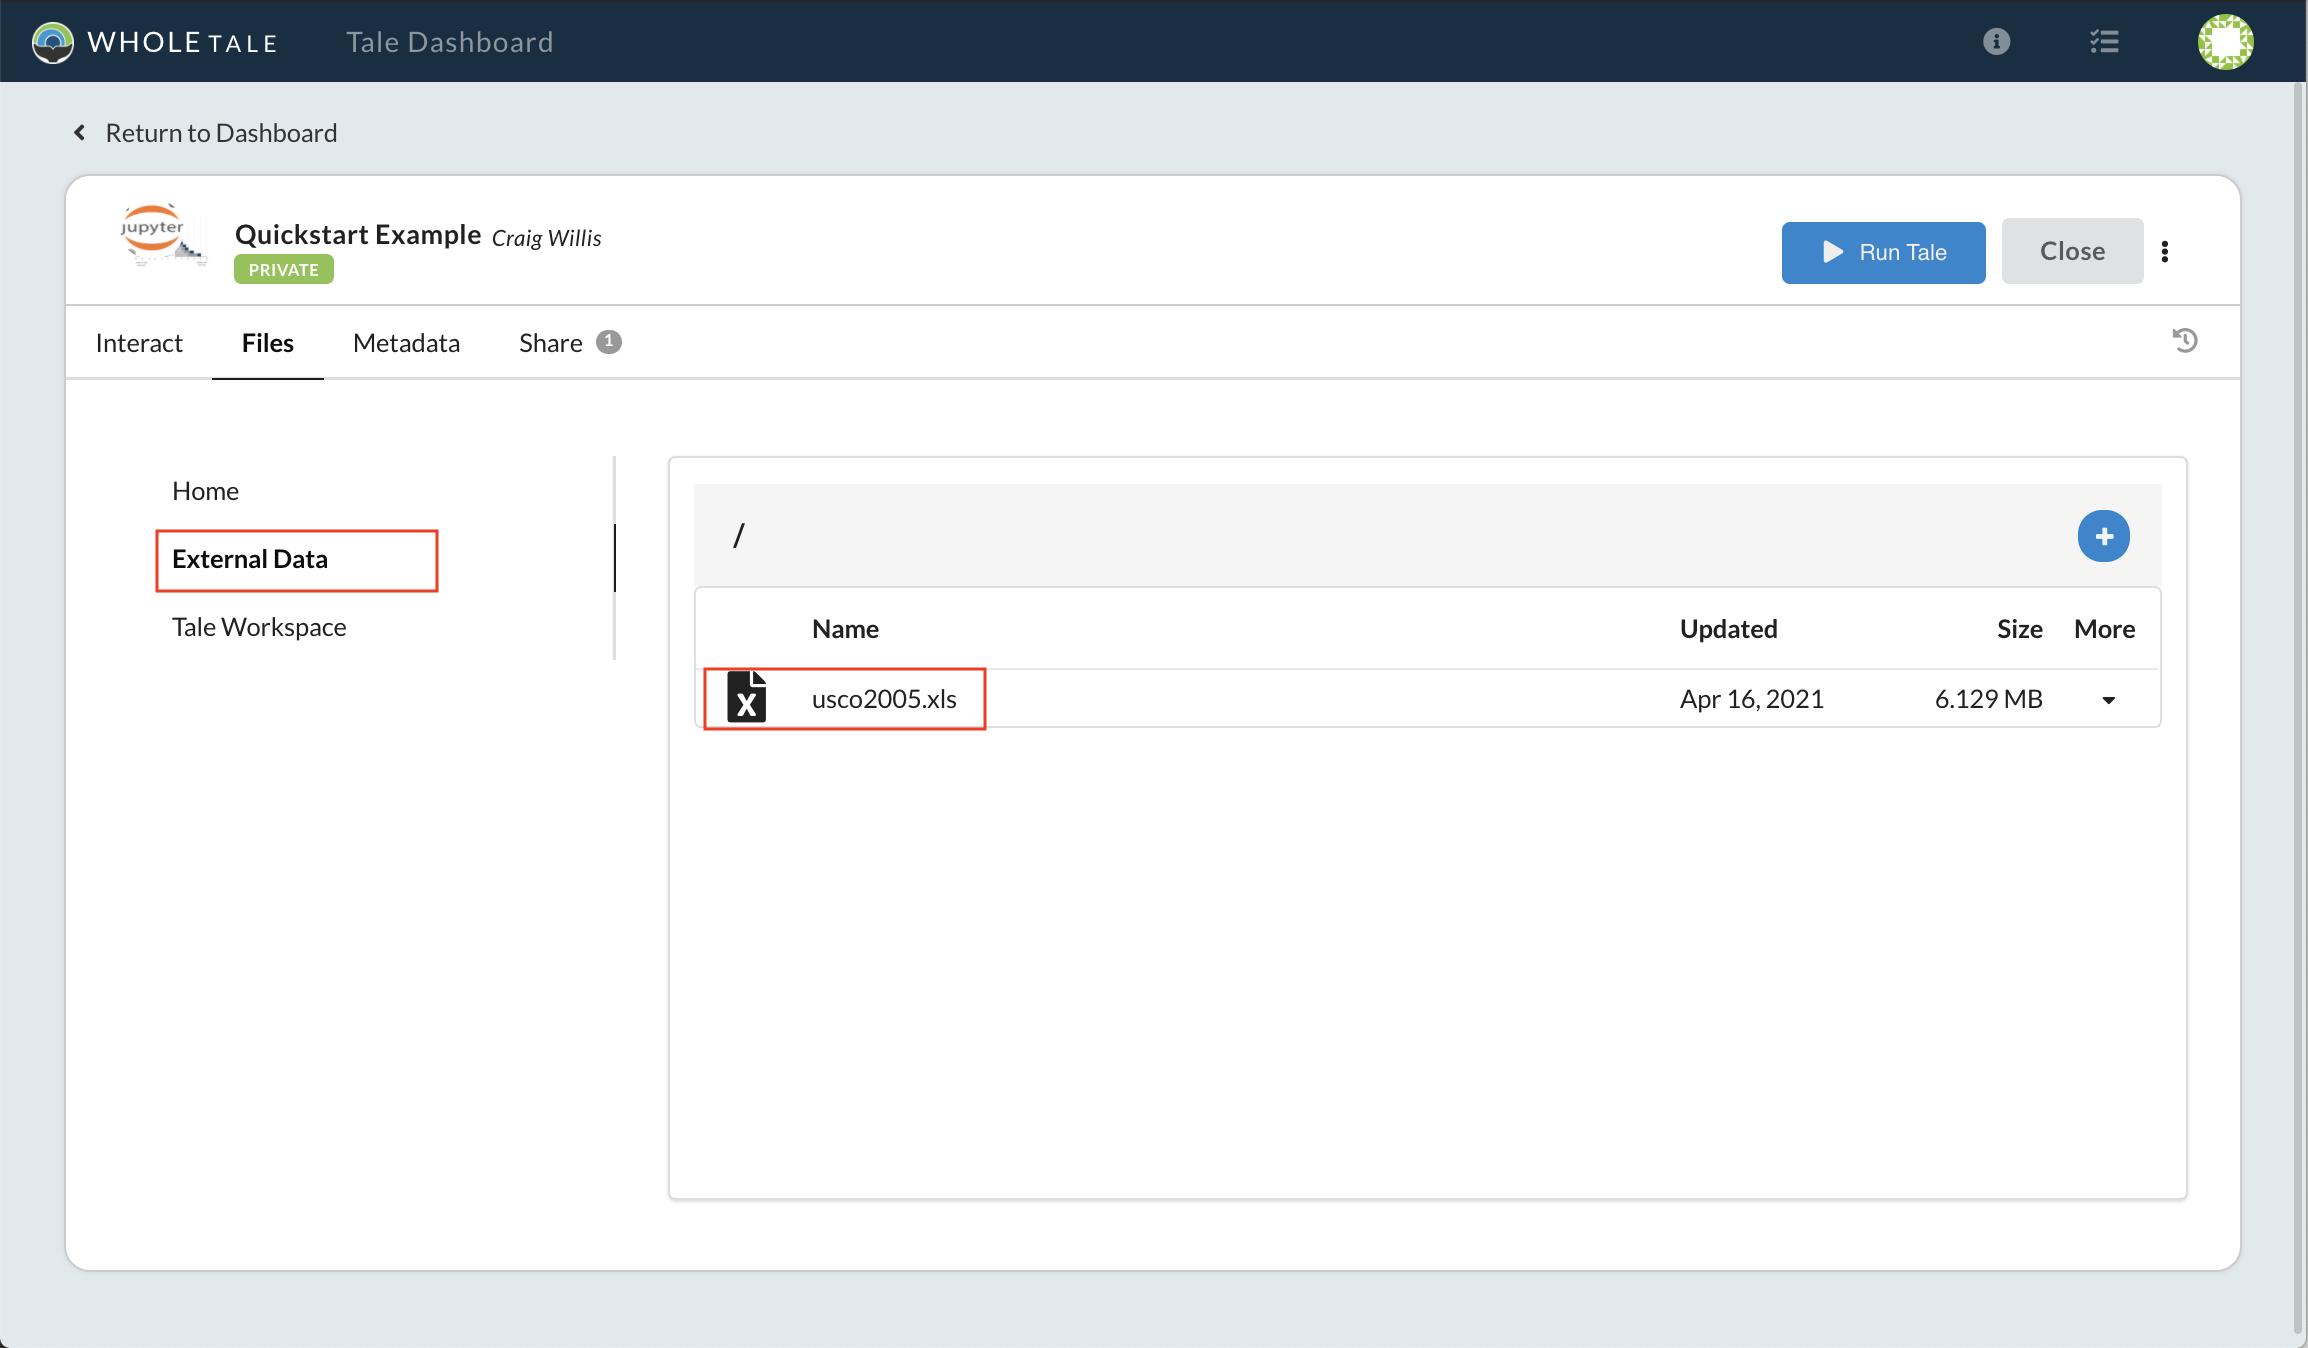 WHOLE TALE Tale Dashboard
Return to Dashboard
jupyter
Quickstart Example Craig Willis
PRIVATE
Run Tale
Close
Interact Files Metadata Share 1
Home
External Data
Tale Workspace
/
Name Updated Size More
usco2005.xls Apr 16, 2021 6.129 MB